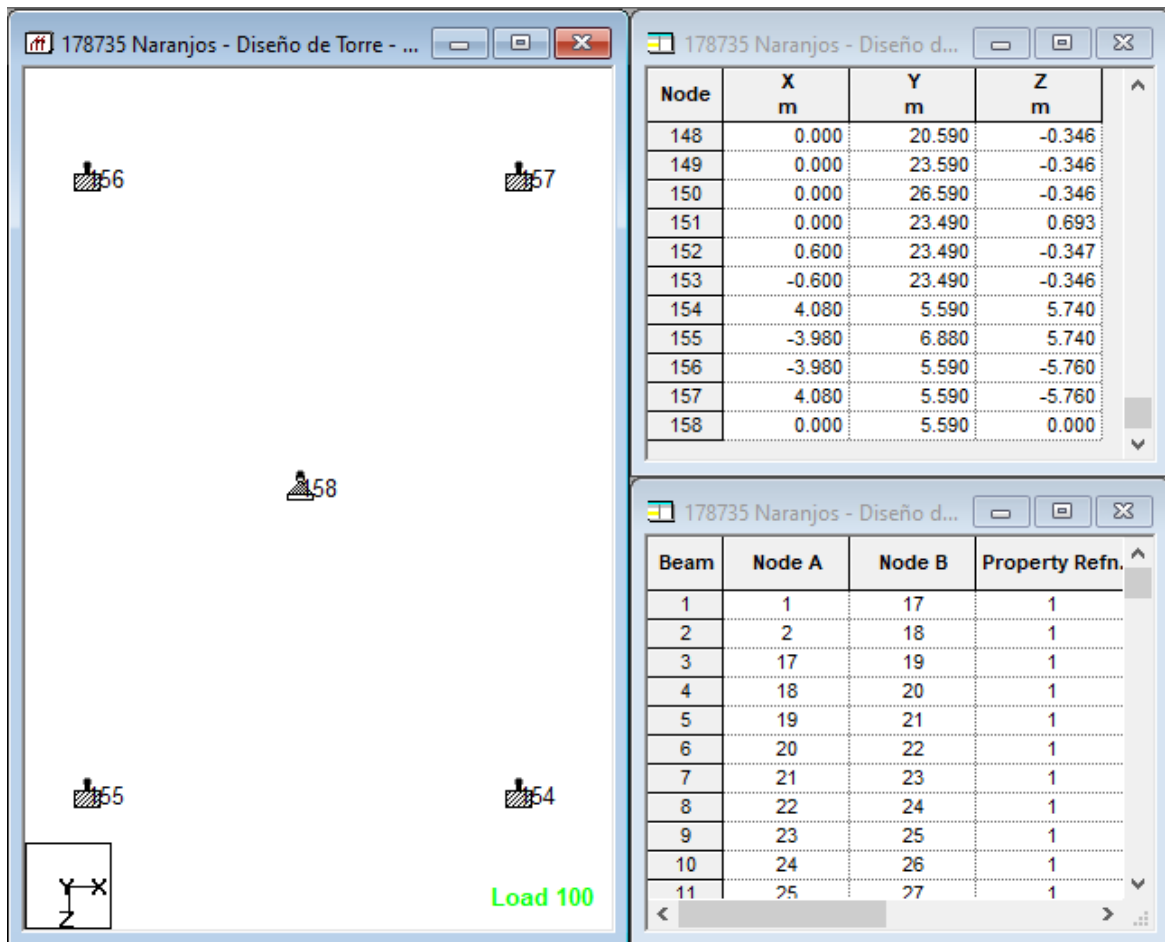 178735 Naranjos - Diseño de Torre - ...
156
157
158
155
154
Y X
Z
Load 100
178735 Naranjos - Diseño d...
Node X Y Z
m m m
148 0.000 20.590 -0.346
149 0.000 23.590 -0.346
150 0.000 26.590 -0.346
151 0.000 23.490 0.693
152 0.600 23.490 -0.347
153 -0.600 23.490 -0.346
154 4.080 5.590 5.740
155 -3.980 6.880 5.740
156 -3.980 5.590 -5.760
157 4.080 5.590 -5.760
158 0.000 5.590 0.000
178735 Naranjos - Diseño d...
Beam Node A Node B Property Refn.
1 1 17 1
2 2 18 1
3 17 19 1
4 18 20 1
5 19 21 1
6 20 22 1
7 21 23 1
8 22 24 1
9 23 25 1
10 24 26 1
11 25 27 1